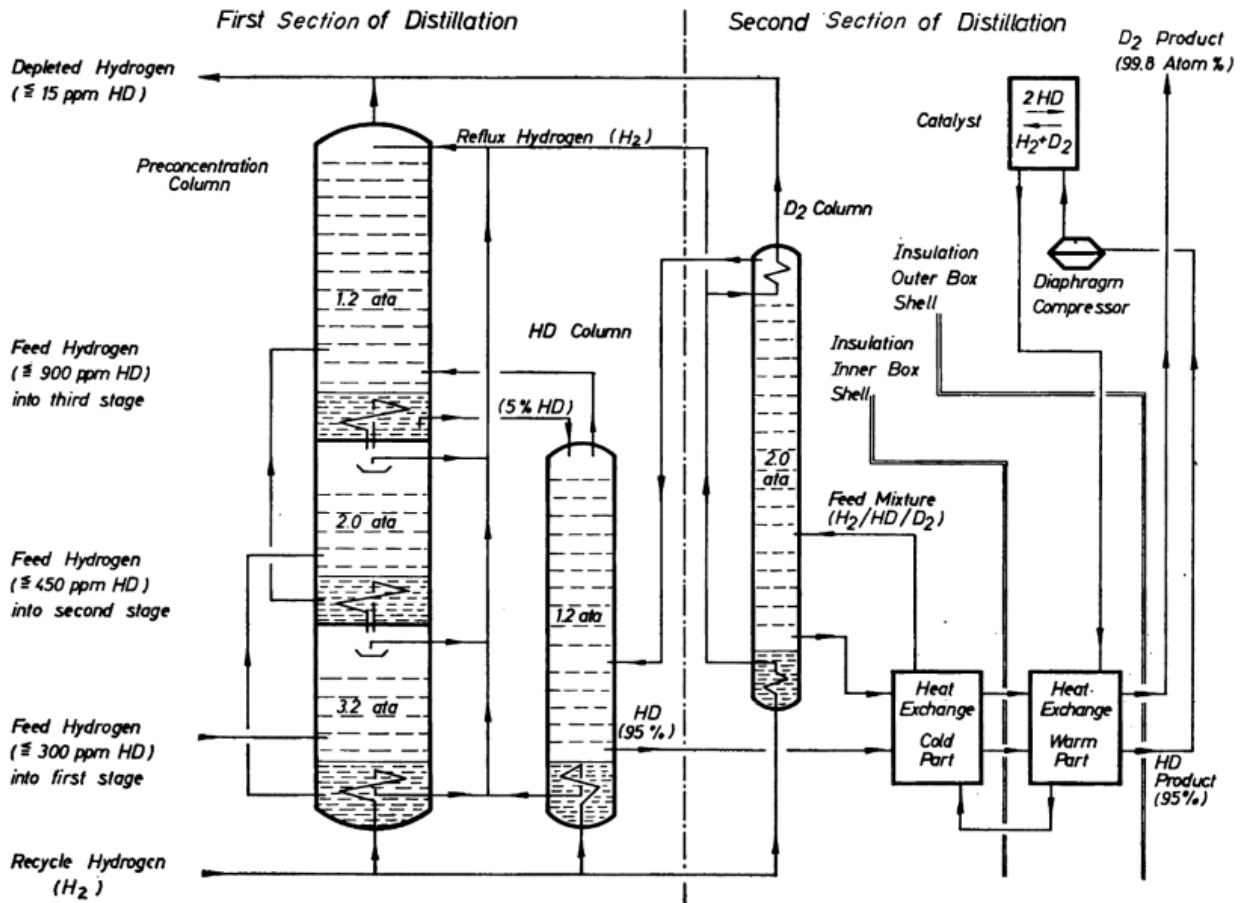 First Section of Distillation
Second Section of Distillation
Depleted Hydrogen
(≦ 15 ppm HD)
D2 Product
(99.8 Atom %)
Preconcentration
Column
Reflux Hydrogen (H2)
Catalyst
2 HD
H2+D2
D2 Column
Insulation
Outer Box
Shell
Diaphragm
Compressor
1.2 ata
HD Column
Insulation
Inner Box
Shell
Feed Hydrogen
(≦ 900 ppm HD)
into third stage
(5% HD)
2.0 ata
2.0
ata
Feed Mixture
(H2/HD/D2)
Feed Hydrogen
(≦ 450 ppm HD)
into second stage
1.2 ata
3.2 ata
Feed Hydrogen
(≦ 300 ppm HD)
into first stage
HD
(95 %)
Heat
Exchange
Cold
Part
Heat
Exchange
Warm
Part
HD
Product
(95%)
Recycle Hydrogen
(H2)